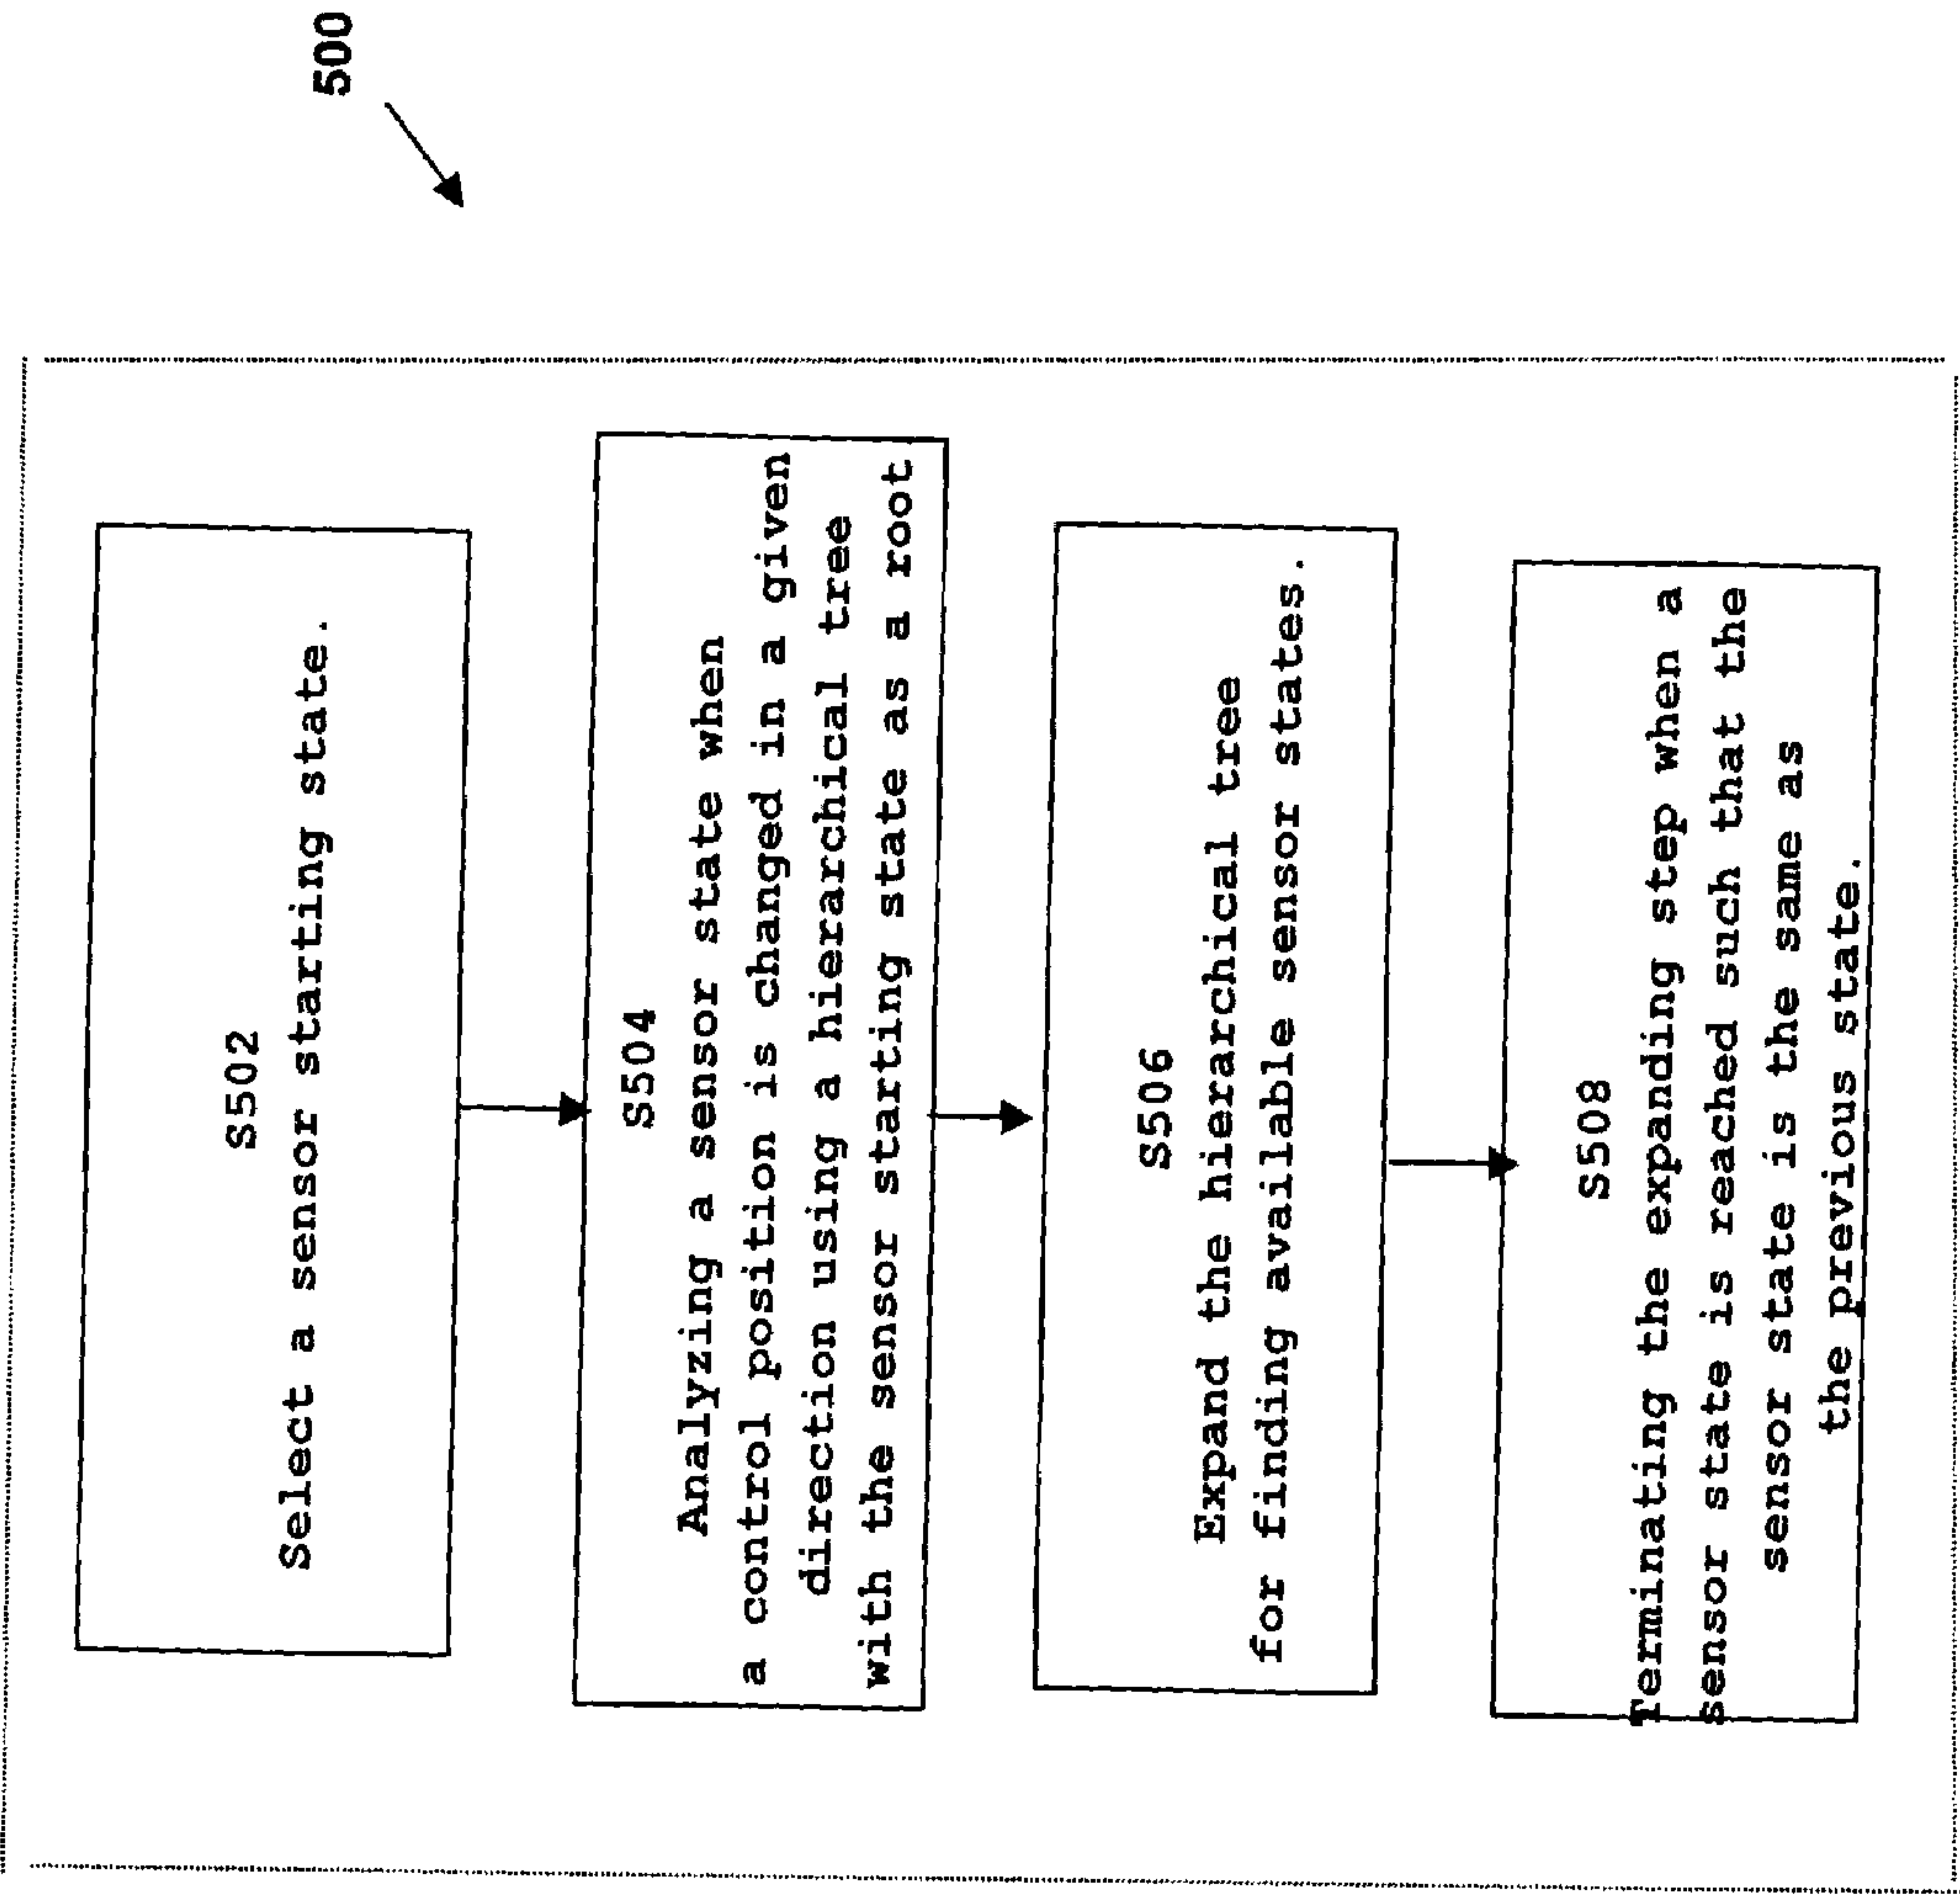 500
S502
Select a sensor starting state.
S504
Analyzing a sensor state when
a control position is changed in a given
direction using a hierarchical tree
with the sensor starting state as a root
S506
Expand the hierarchical tree
for finding available sensor states.
S508
Terminating the expanding step when a
sensor state is reached such that the
sensor state is the same as
the previous state.